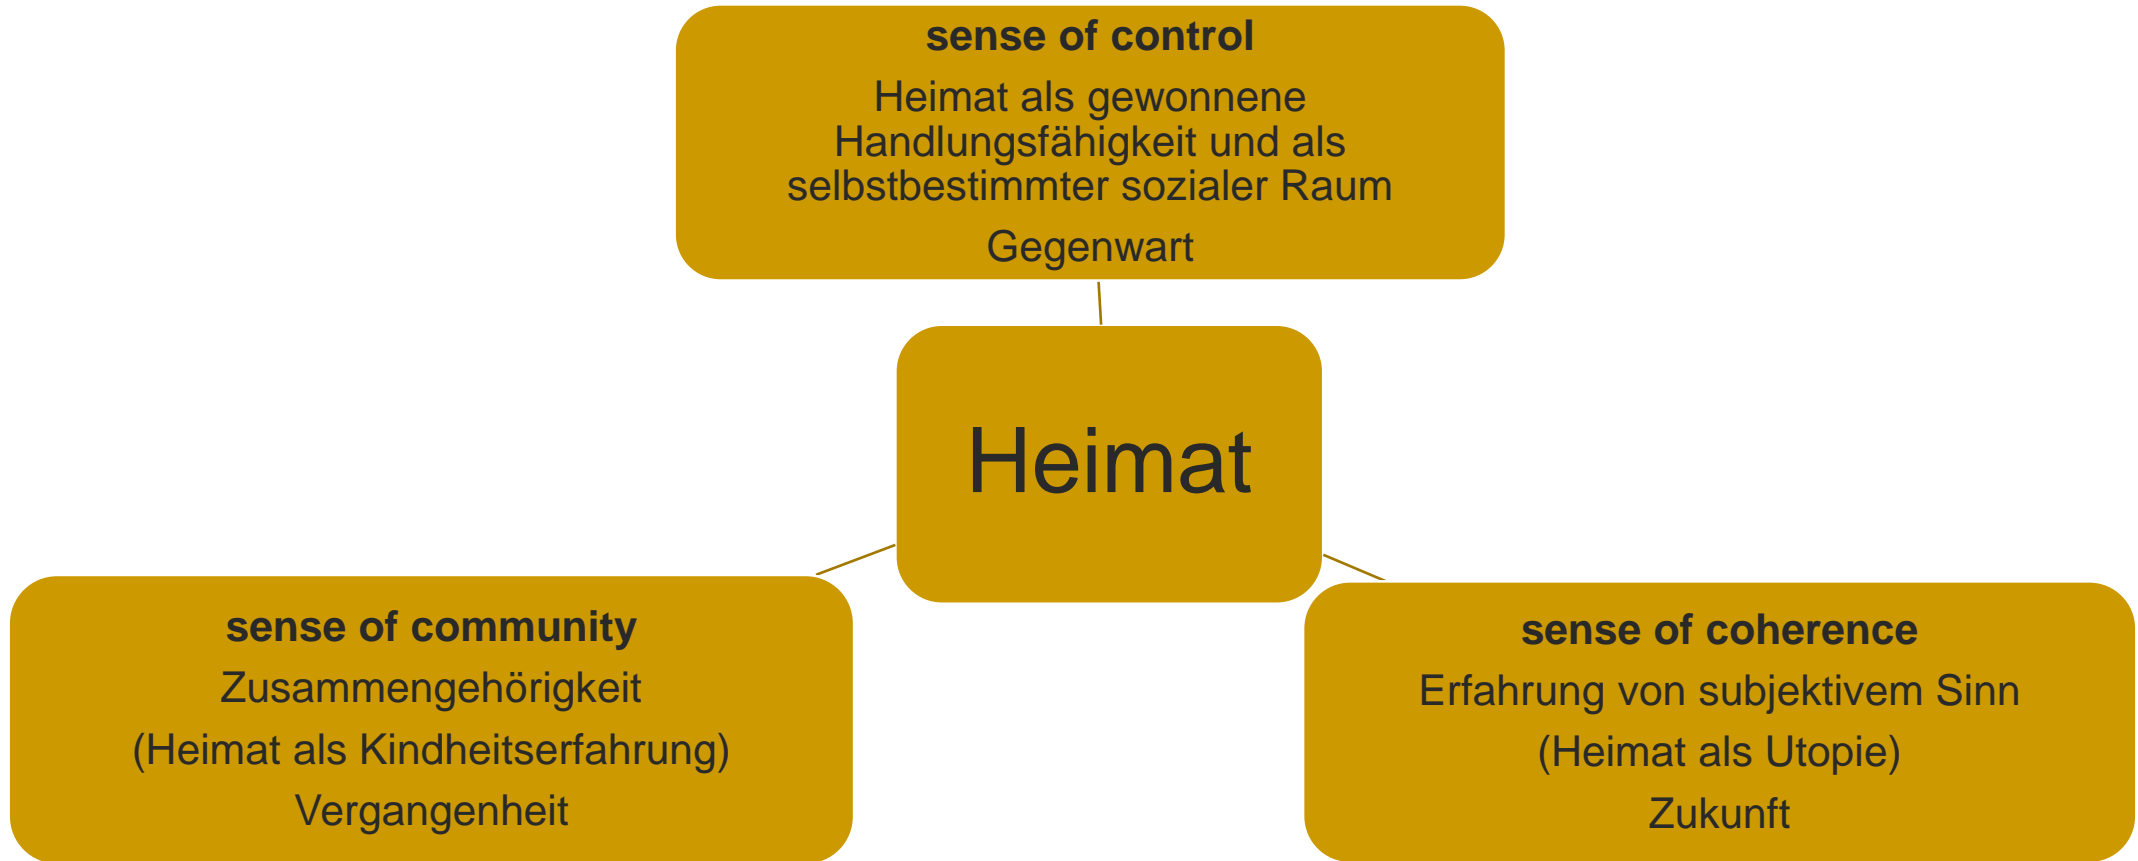 sense of control
Heimat als gewonnene
Handlungsfähigkeit und als
selbstbestimmter sozialer Raum
Gegenwart
Heimat
sense of community
Zusammengehörigkeit
(Heimat als Kindheitserfahrung)
Vergangenheit
sense of coherence
Erfahrung von subjektivem Sinn
(Heimat als Utopie)
Zukunft